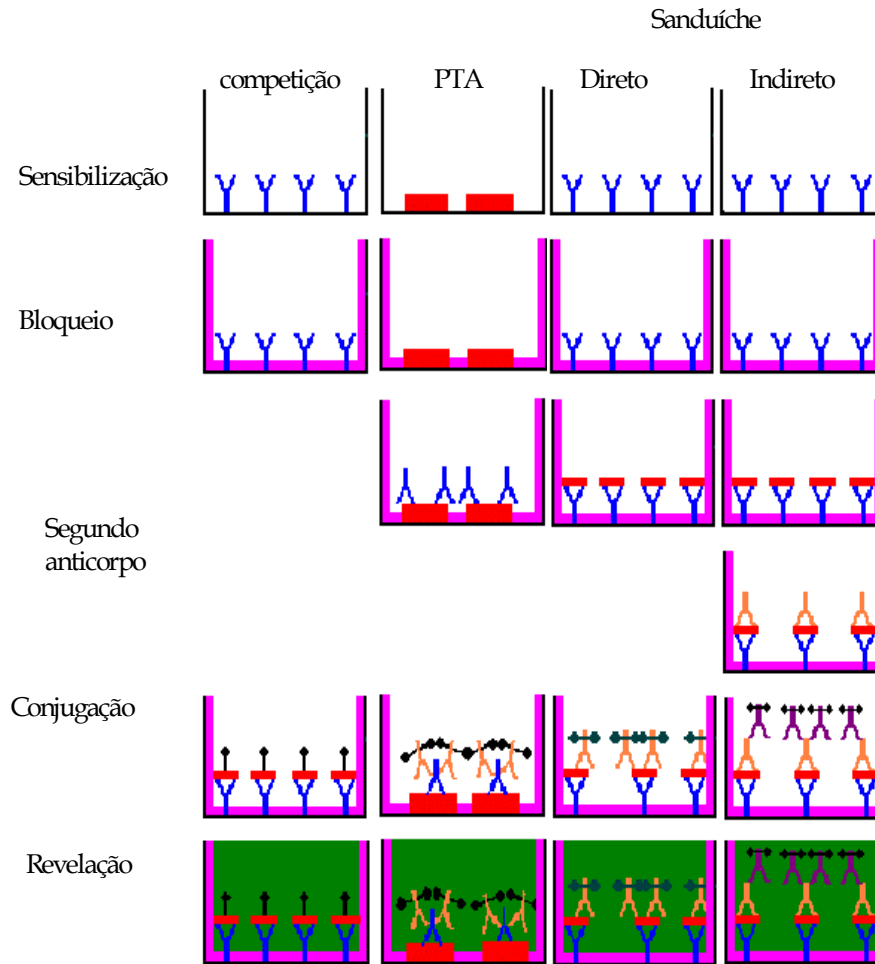 Sanduíche
competição PTA Direto Indireto
Sensibilização
Bloqueio
Segundo
anticorpo
Conjugação
Revelação